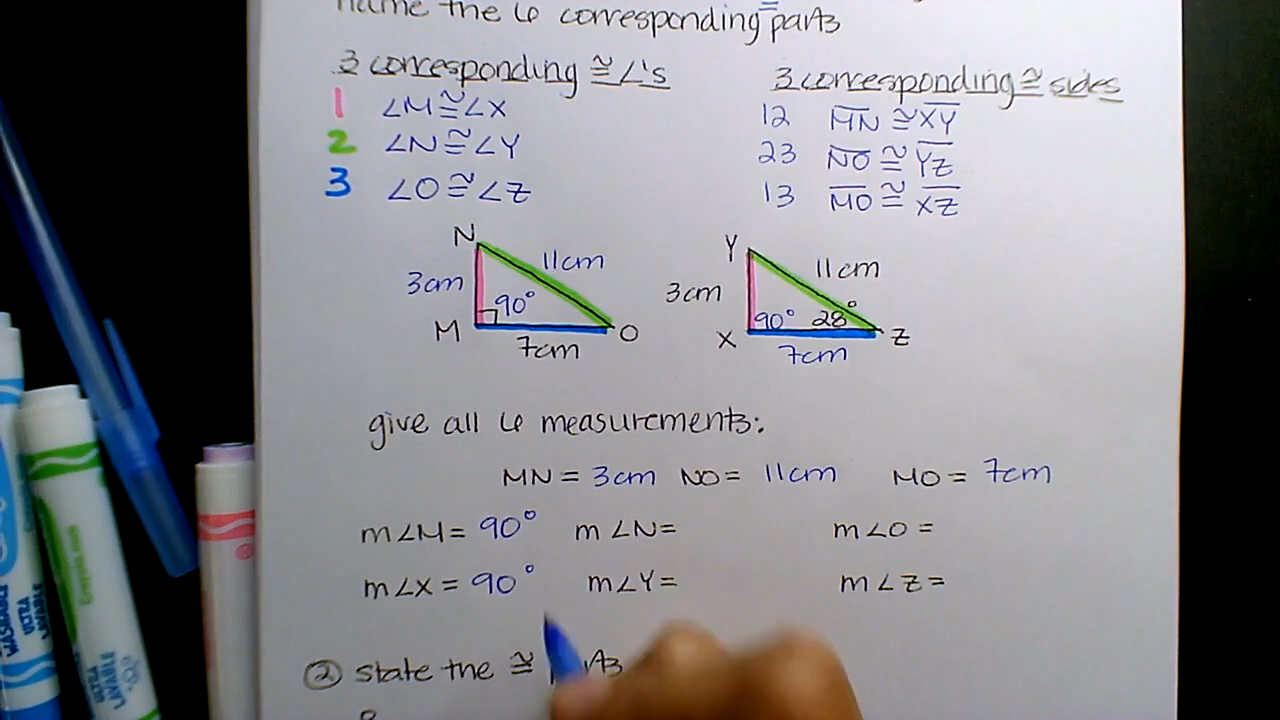 name the 6 corresponding parts
3 corresponding ≅ ∠'s
3 corresponding ≅ sides
1 ∠M ≅ ∠X
2 ∠N ≅ ∠Y
3 ∠O ≅ ∠Z
12 MN ≅ XY
23 NO ≅ YZ
13 MO ≅ XZ
N
3cm
11cm
90°
M
7cm
O
Y
3cm
11cm
90°
28°
X
7cm
Z
give all 6 measurements:
MN = 3cm NO = 11cm MO = 7cm
m∠M = 90° m∠N = m∠O =
m∠X = 90° m∠Y = m∠Z =
② state the ≅